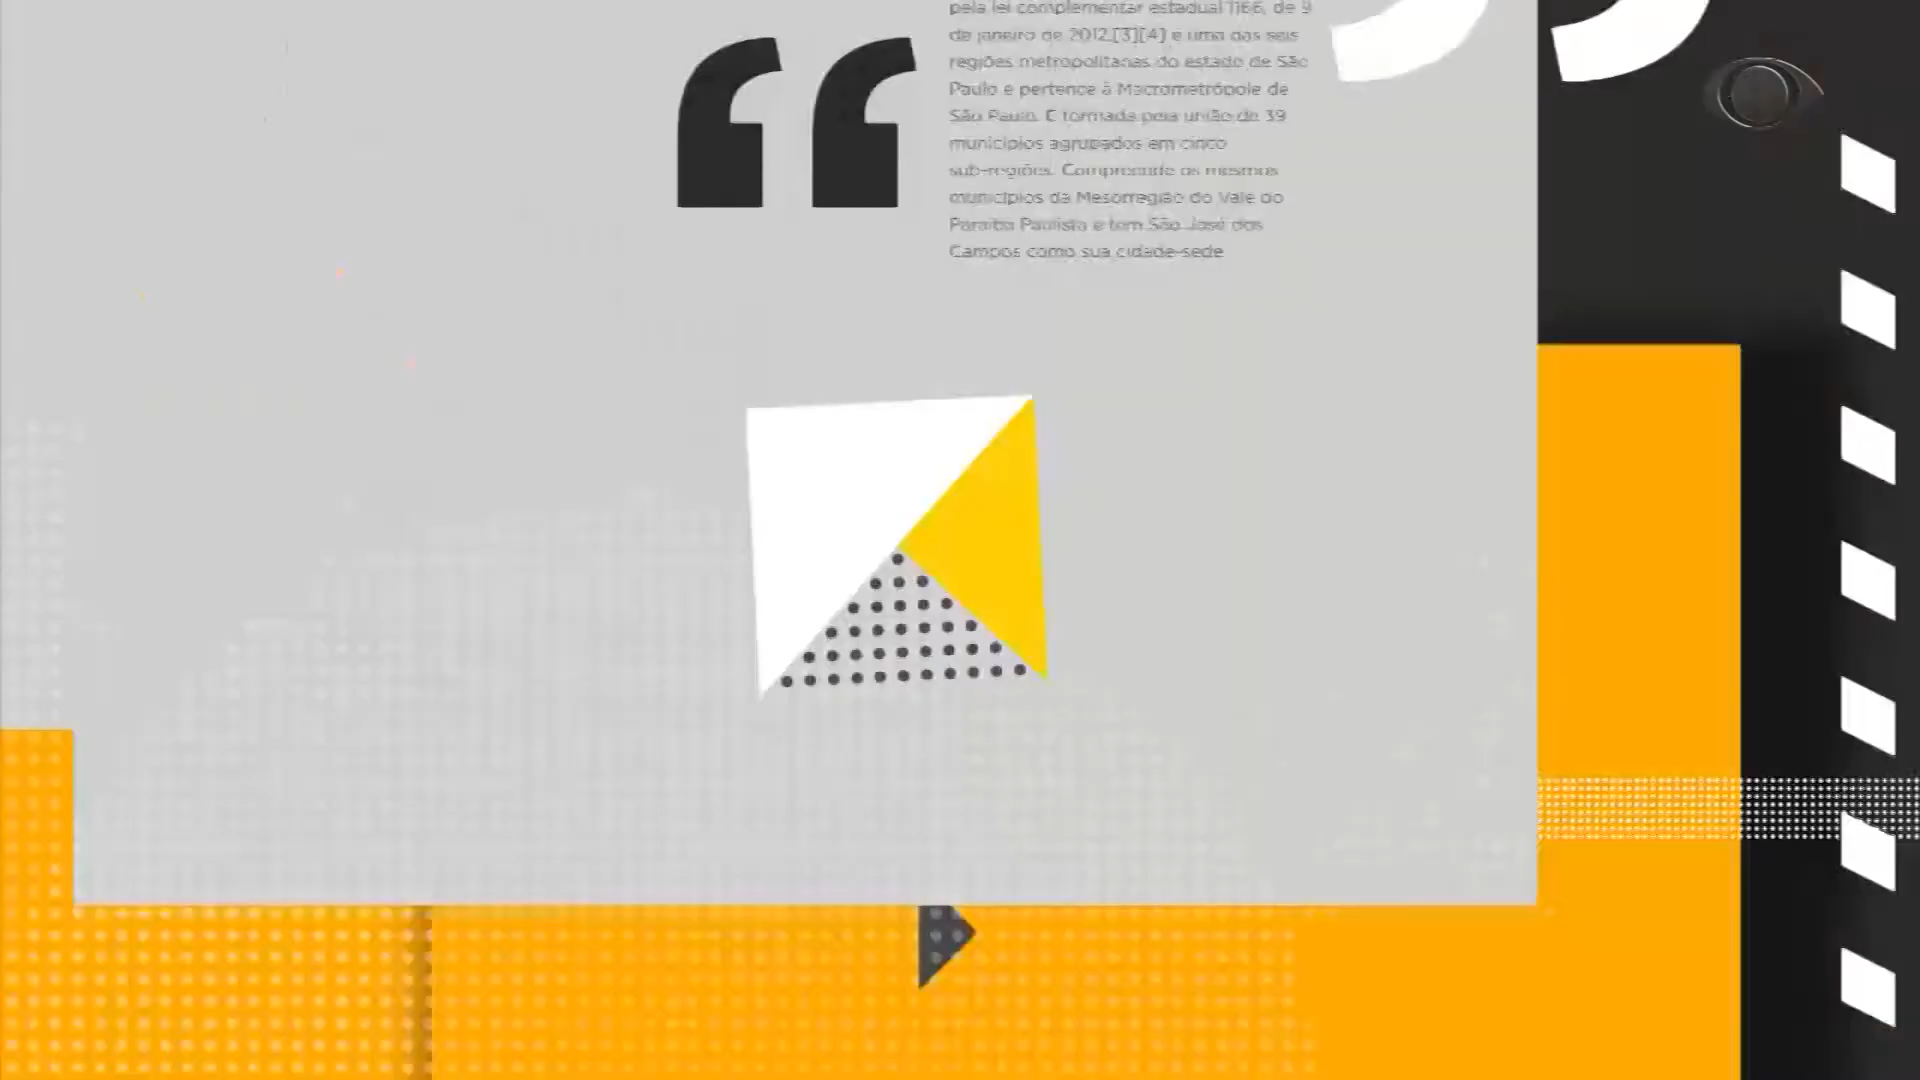 “
pela lei complementar estadual 1166, de 9
de janeiro de 2012,[3][4] é uma das seis
regiões metropolitanas do estado de São
Paulo e pertence à Macrometrópole de
São Paulo. É formada pela união de 39
municípios agrupados em cinco
sub-regiões. Compreende os mesmos
municípios da Mesorregião do Vale do
Paraíba Paulista e tem São José dos
Campos como sua cidade-sede